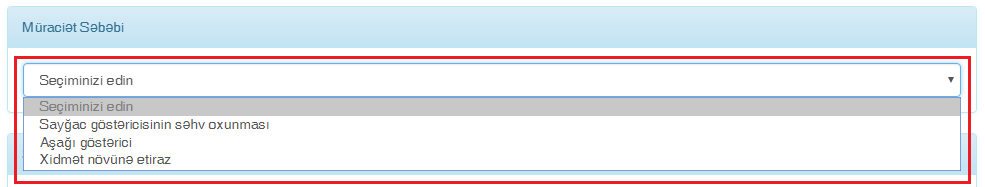 Müraciət Səbəbi
Seçiminizi edin
Seçiminizi edin
Sayğac göstəricisinin səhv oxunması
Aşağı göstərici
Xidmət növünə etiraz